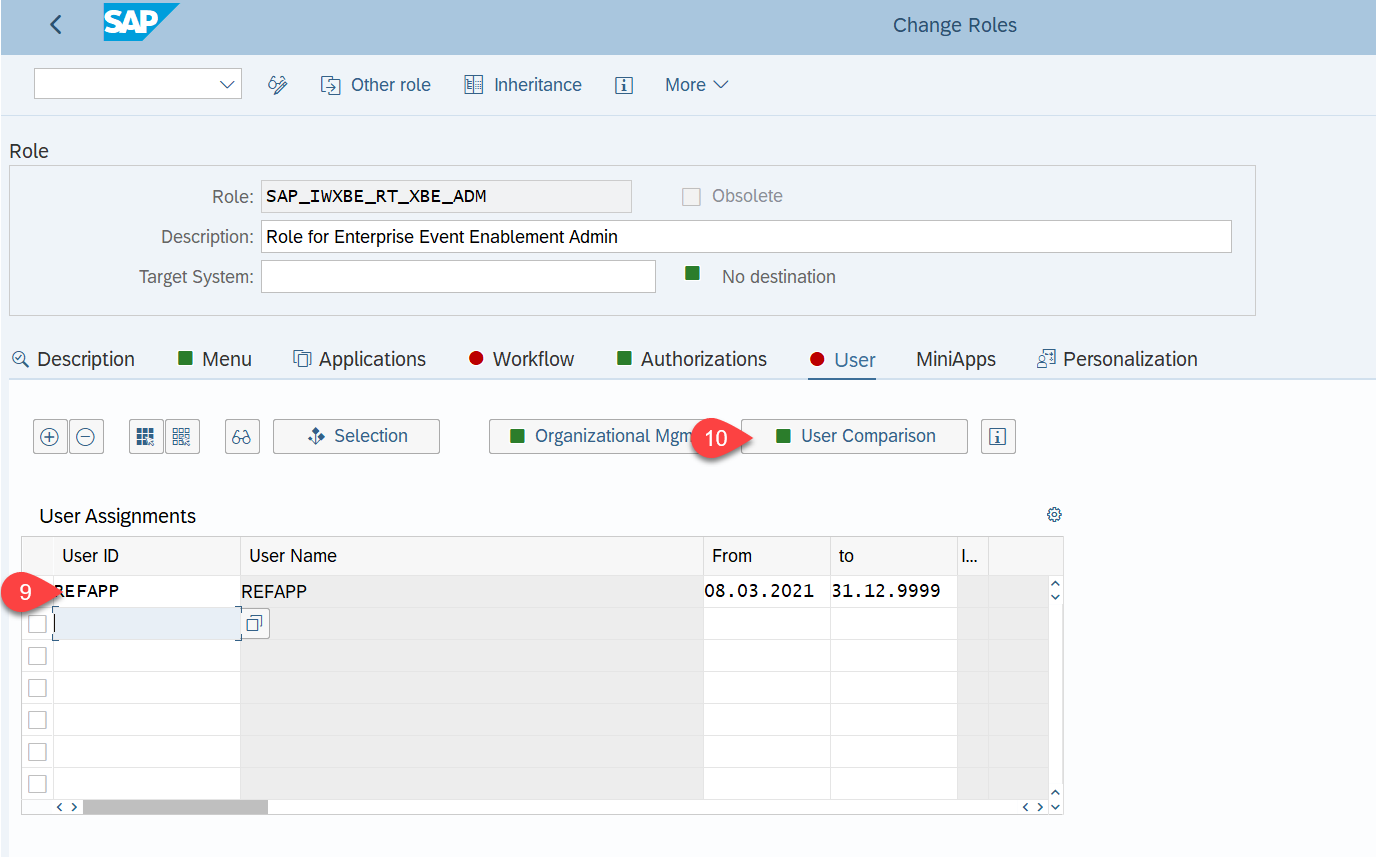 SAP
Change Roles
Other role
Inheritance
More
Role
Role: SAP_IWXBE_RT_XBE_ADM
Obsolete
Description: Role for Enterprise Event Enablement Admin
Target System:
No destination
Description
Menu
Applications
Workflow
Authorizations
User
MiniApps
Personalization
Selection
Organizational Mgm
10
User Comparison
User Assignments
User ID
User Name
From
to
I...
9
REFAPP
REFAPP
08.03.2021
31.12.9999